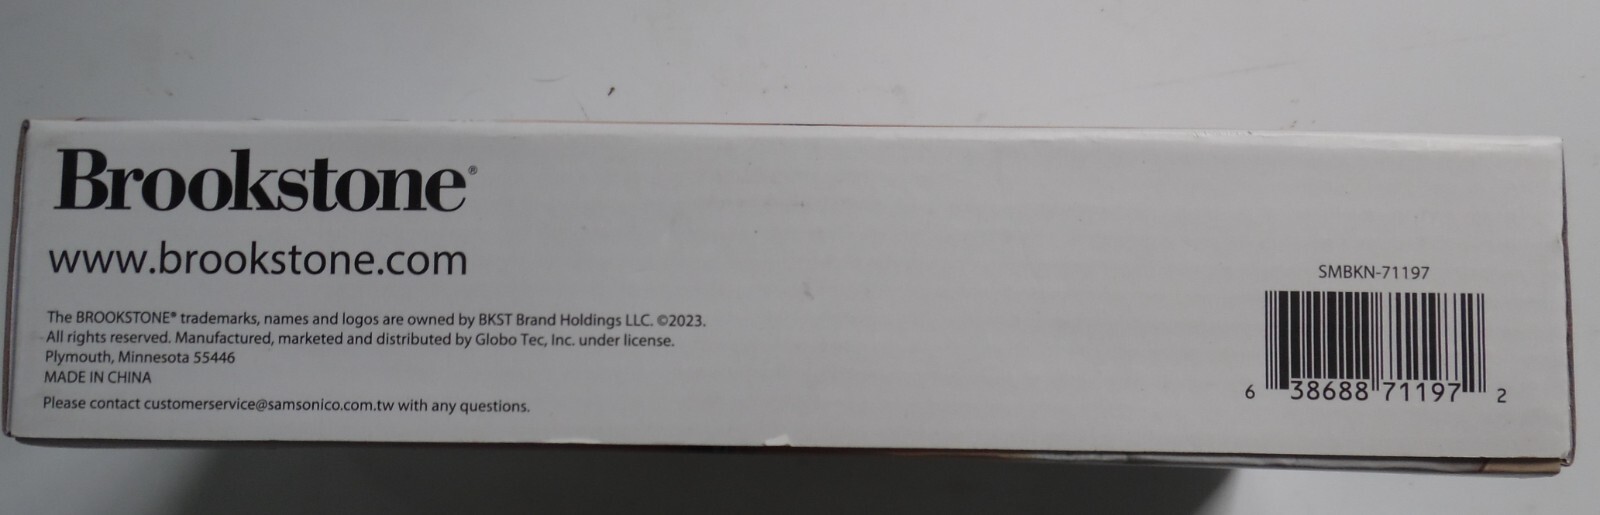 Brookstone®
www.brookstone.com
The BROOKSTONE® trademarks, names and logos are owned by BKST Brand Holdings LLC. ©2023.
All rights reserved. Manufactured, marketed and distributed by Globo Tec, Inc. under license.
Plymouth, Minnesota 55446
MADE IN CHINA
Please contact customerservice@samsonico.com.tw with any questions.
SMBKN-71197
6 38688 71197 2